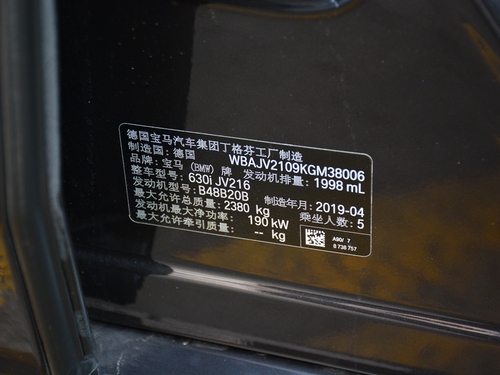 德国宝马汽车集团丁格芬工厂制造
制造国：德国 WBAJV2109KGM38006
品牌：宝马（BMW）牌 发动机排量：1998 mL
整车型号：630i JV216
发动机型号：B48B20B 制造年月：2019-04
最大允许总质量：2380 kg 乘坐人数：5
发动机最大净功率：190 kW
最大允许牵引质量：-- kg
A90V 7
8 738 757